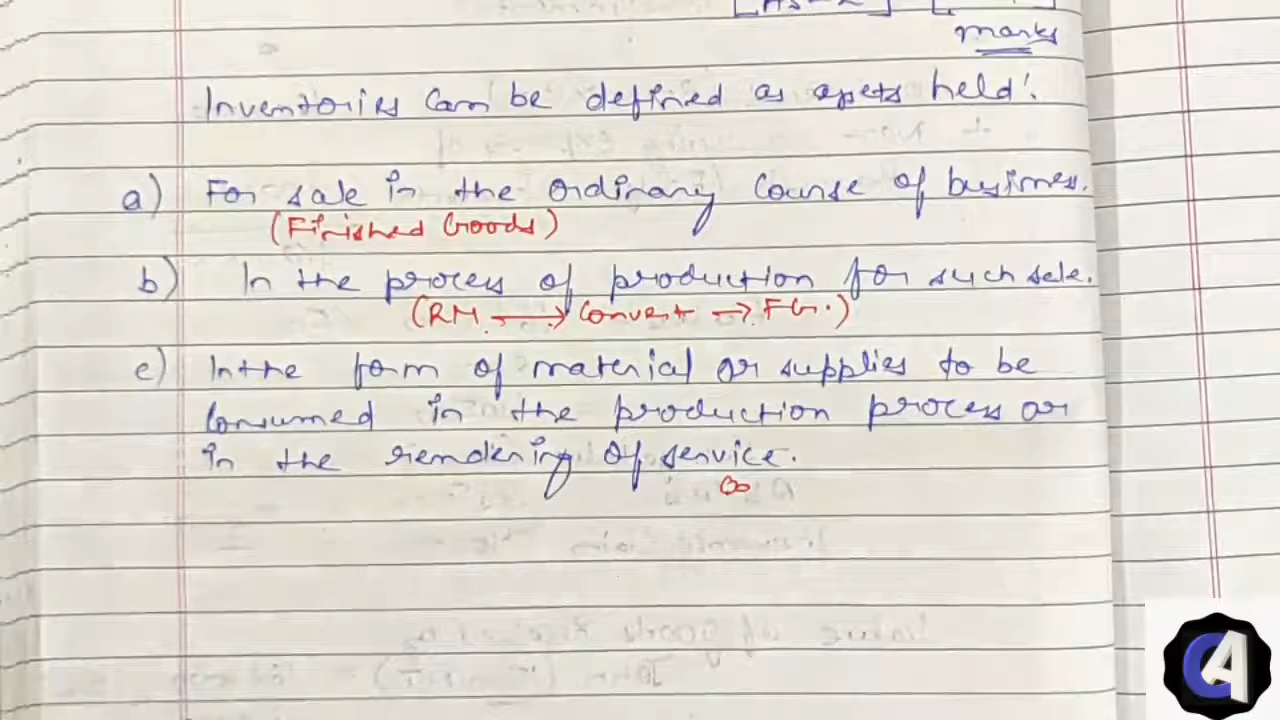 marks
Inventories can be defined as assets held:
a) For sale in the ordinary course of business.
(Finished Goods)
b) In the process of production for such sale.
(RM → Convert → FG.)
c) In the form of material or supplies to be
consumed in the production process or
in the rendering of service.
CA